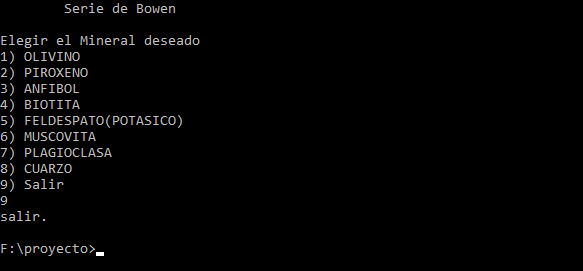 Serie de Bowen
Elegir el Mineral deseado
1) OLIVINO
2) PIROXENO
3) ANFIBOL
4) BIOTITA
5) FELDESPATO(POTASICO)
6) MUSCOVITA
7) PLAGIOCLASA
8) CUARZO
9) Salir
9
salir.
F:\proyecto>